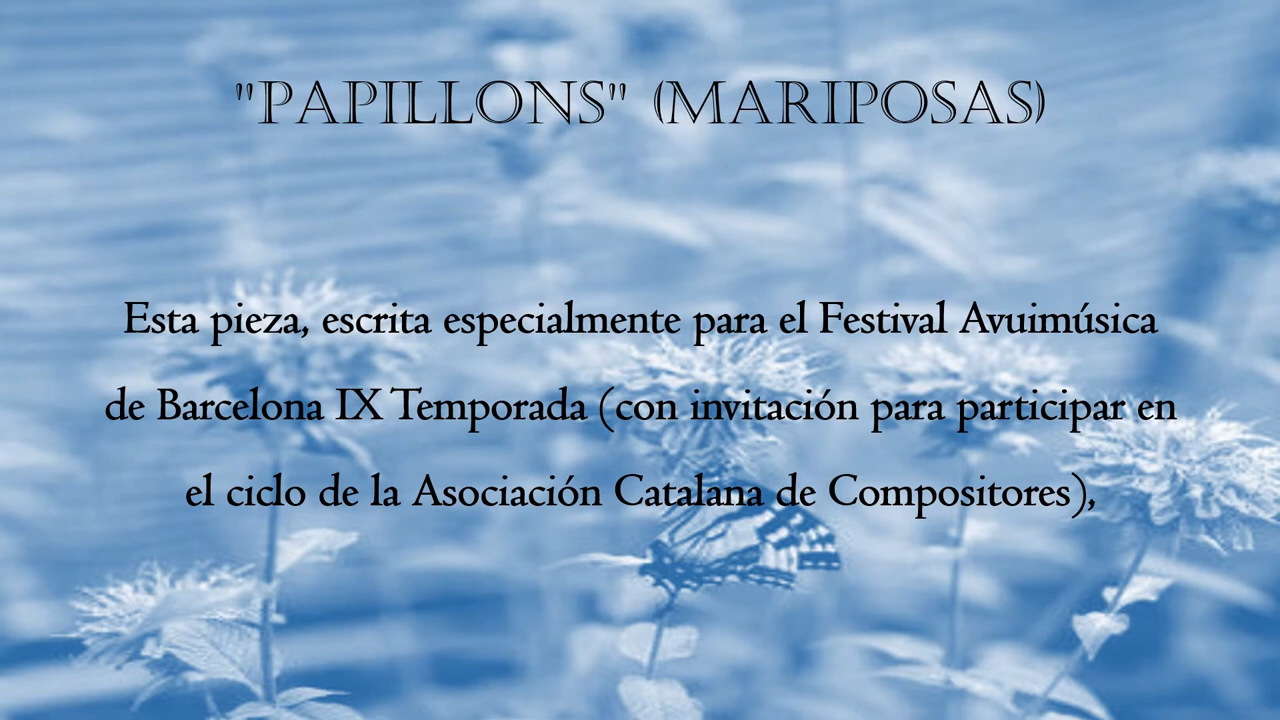 "PAPILLONS" (MARIPOSAS)
Esta pieza, escrita especialmente para el Festival Avuimúsica
de Barcelona IX Temporada (con invitación para participar en
el ciclo de la Asociación Catalana de Compositores),